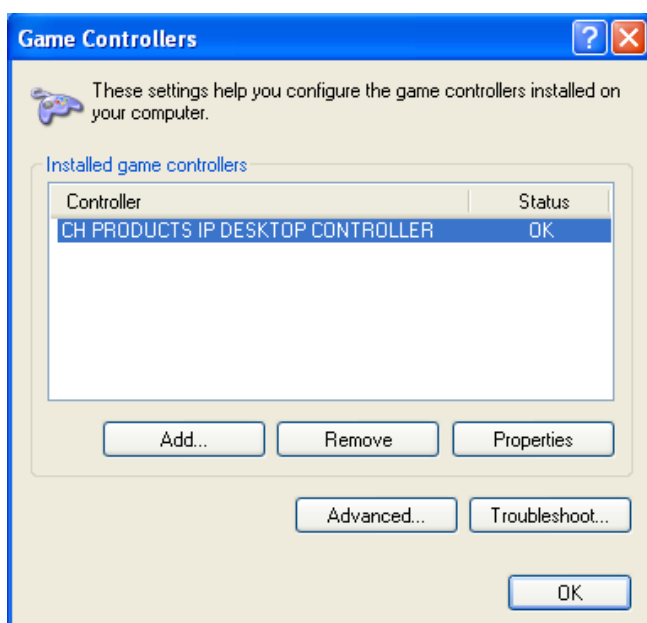 Game Controllers
These settings help you configure the game controllers installed on
your computer.
Installed game controllers
Controller Status
CH PRODUCTS IP DESKTOP CONTROLLER OK
Add... Remove Properties
Advanced... Troubleshoot...
OK